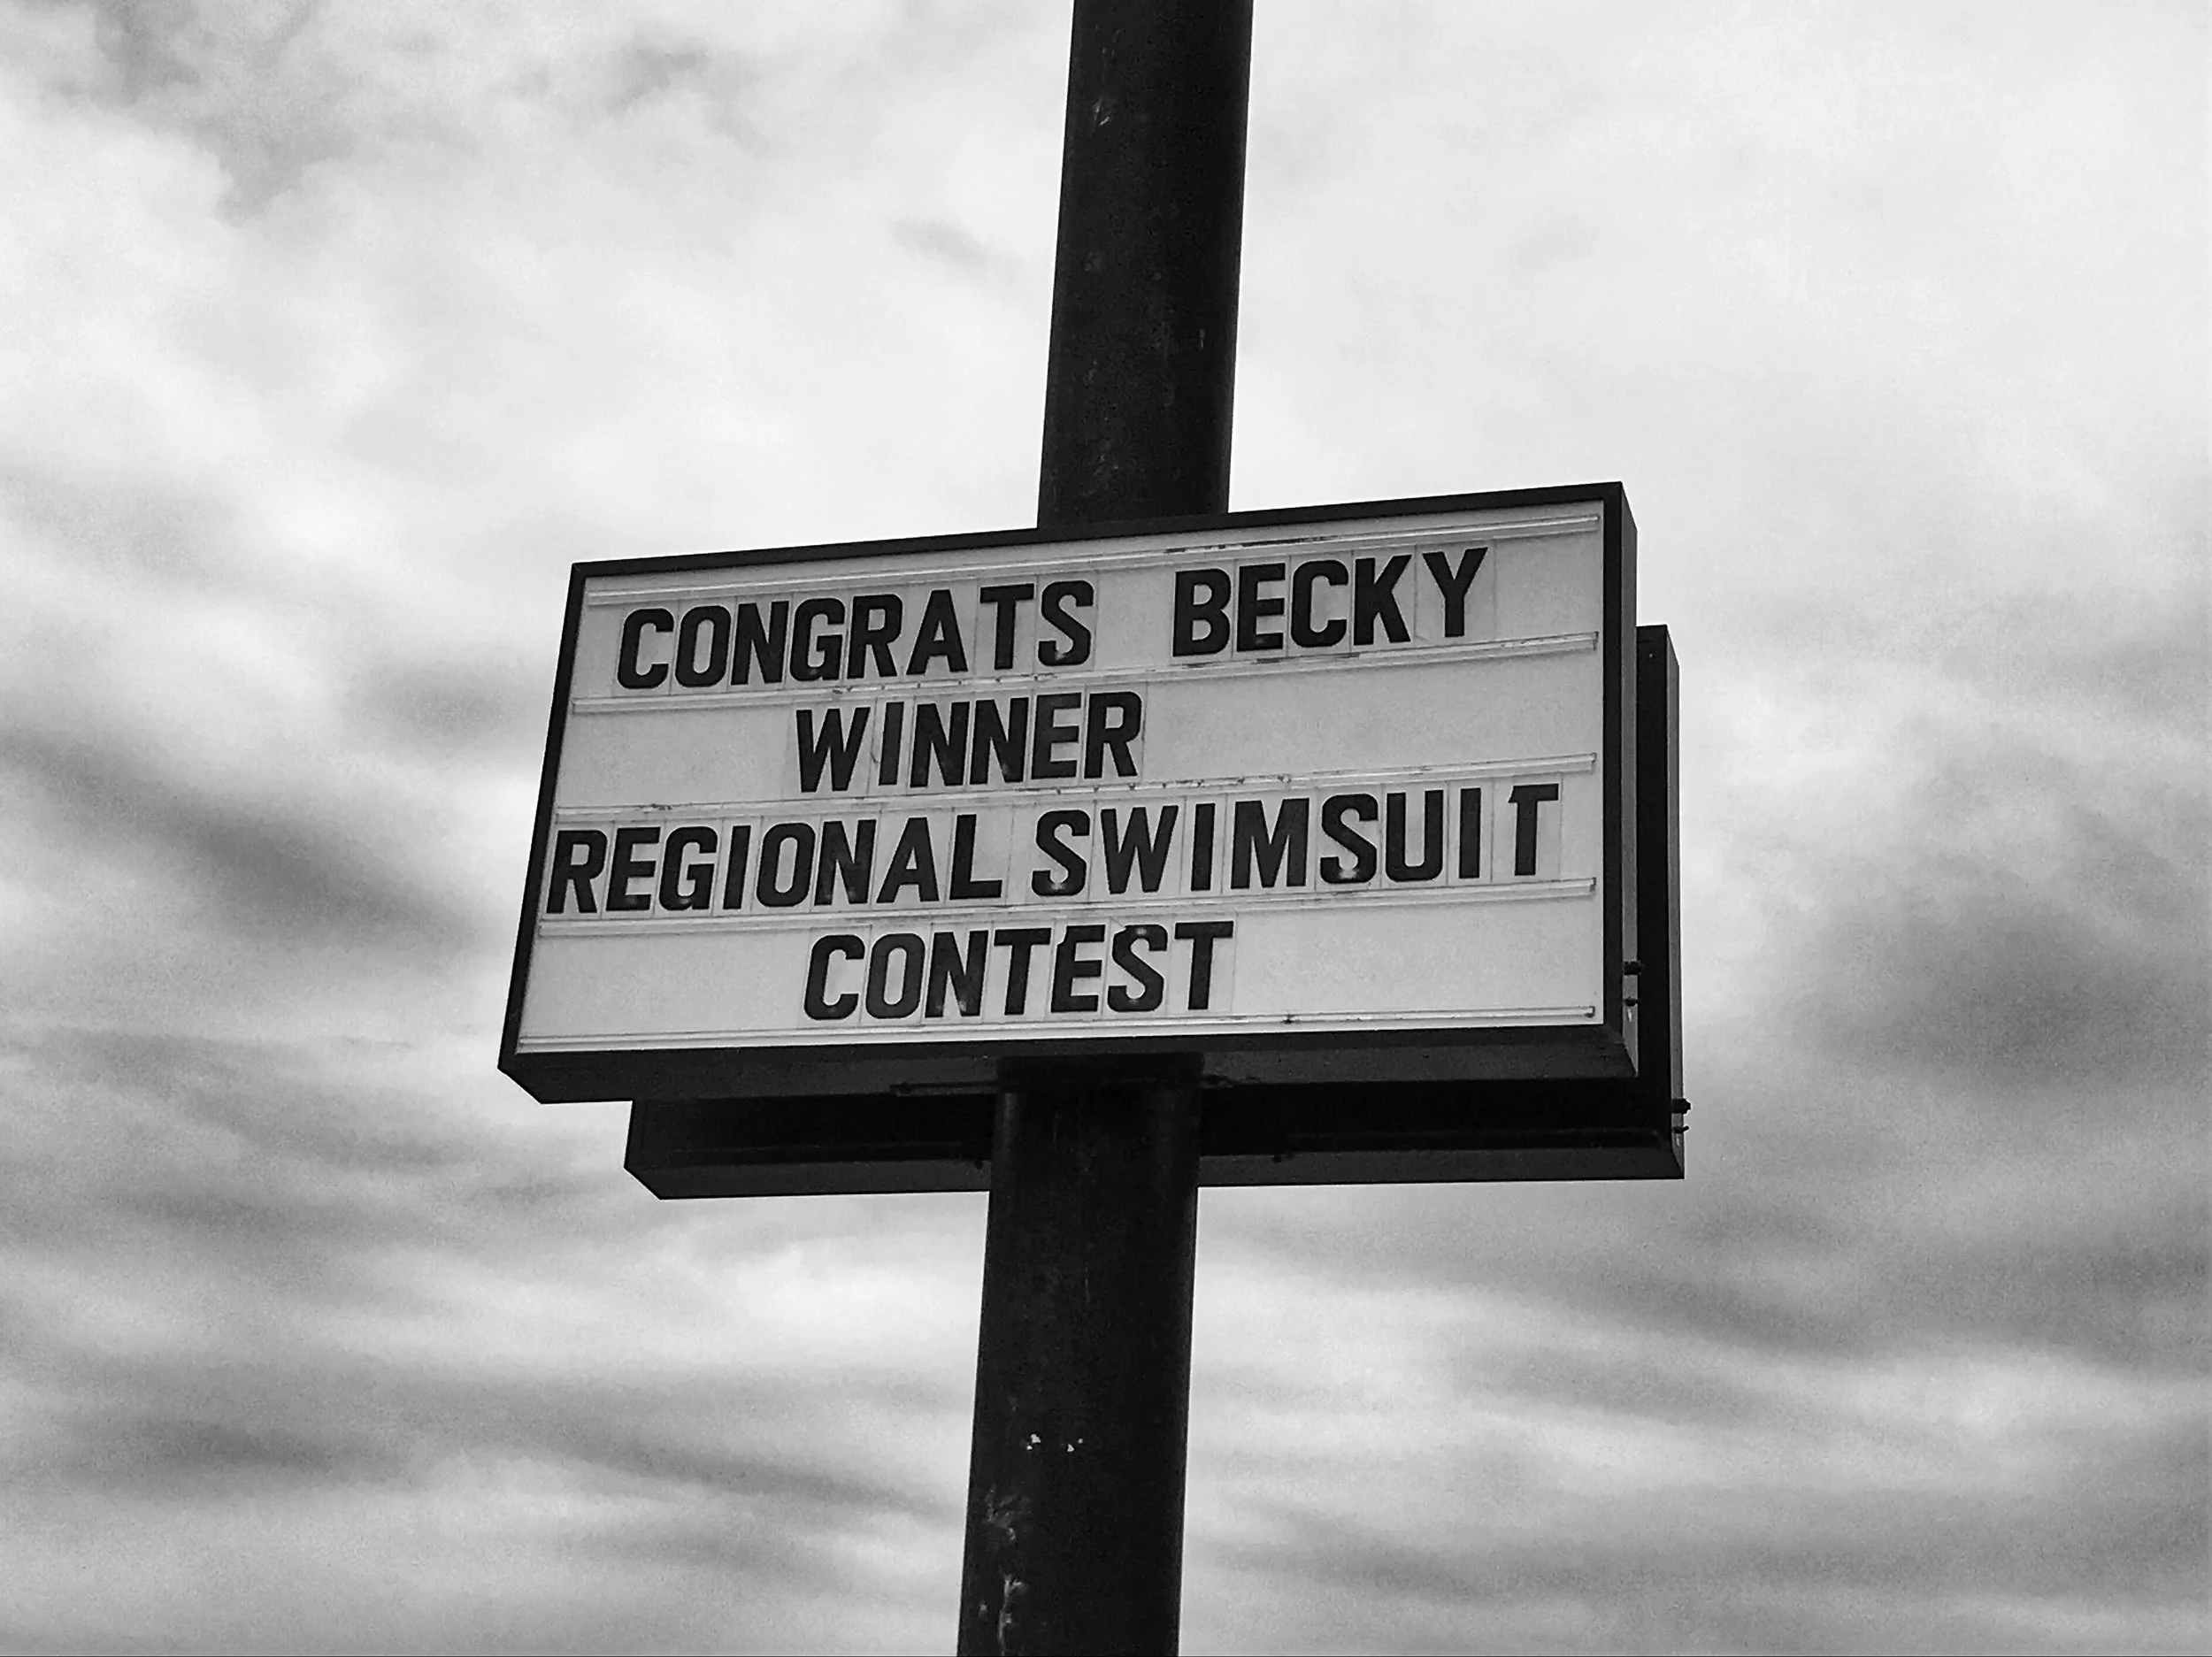 CONGRATS BECKY
WINNER
REGIONAL SWIMSUIT
CONTEST